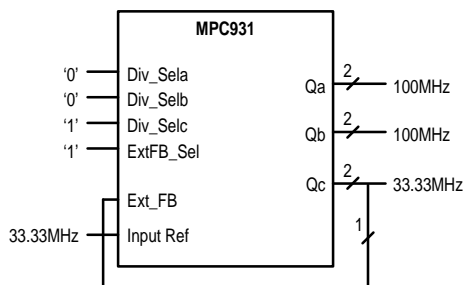 MPC931
‘0’ Div_Sela
‘0’ Div_Selb
‘1’ Div_Selc
‘1’ ExtFB_Sel
Ext_FB
33.33MHz Input Ref
Qa 2 100MHz
Qb 2 100MHz
Qc 2 33.33MHz
1